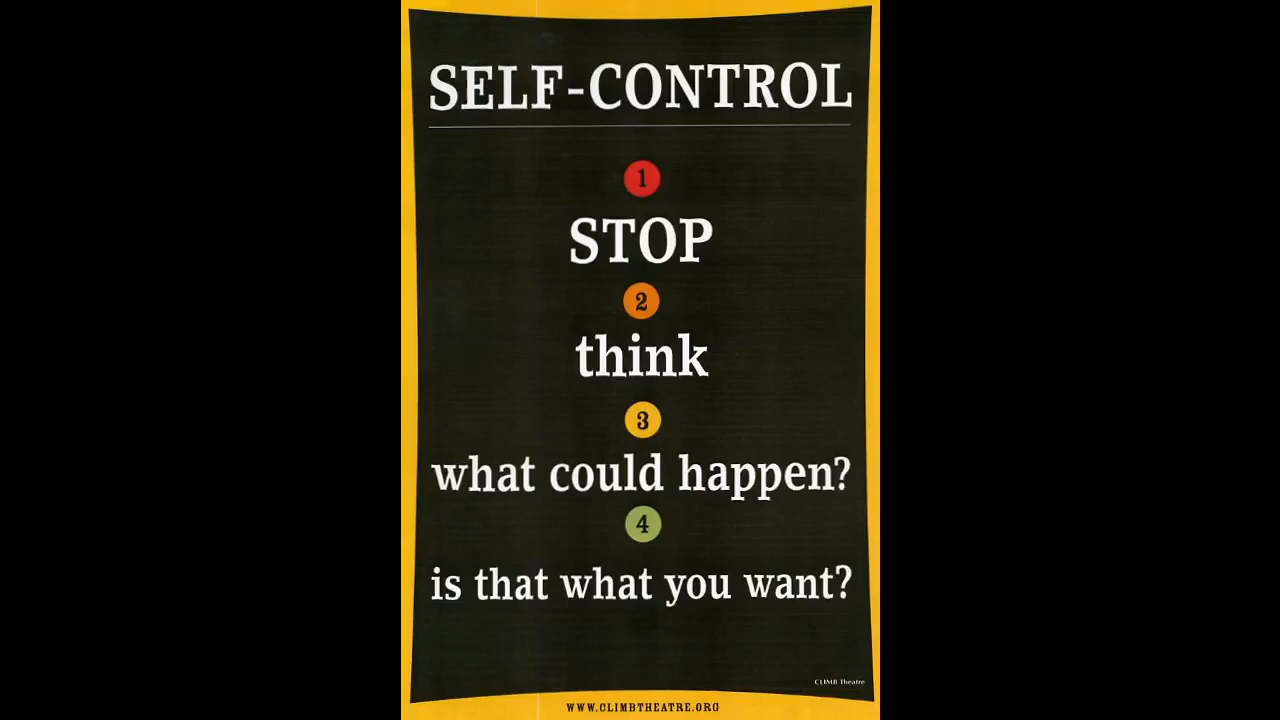 SELF-CONTROL
1
STOP
2
think
3
what could happen?
4
is that what you want?
CLIMB Theatre
WWW.CLIMBTHEATRE.ORG